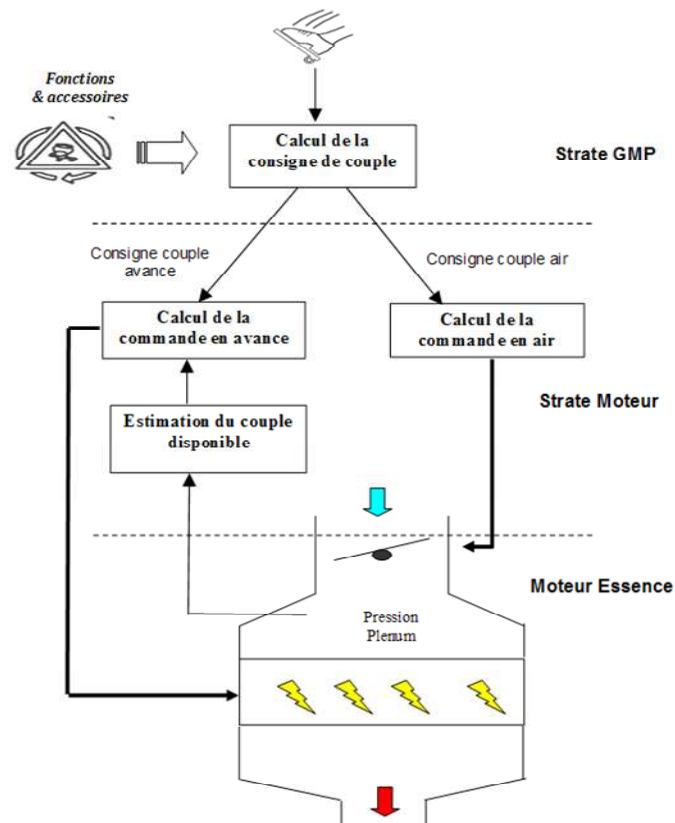 Fonctions
& accessoires
Calcul de la
consigne de couple
Strate GMP
Consigne couple
avance
Consigne couple air
Calcul de la
commande en avance
Calcul de la
commande en air
Estimation du couple
disponible
Strate Moteur
Moteur Essence
Pression
Plenum